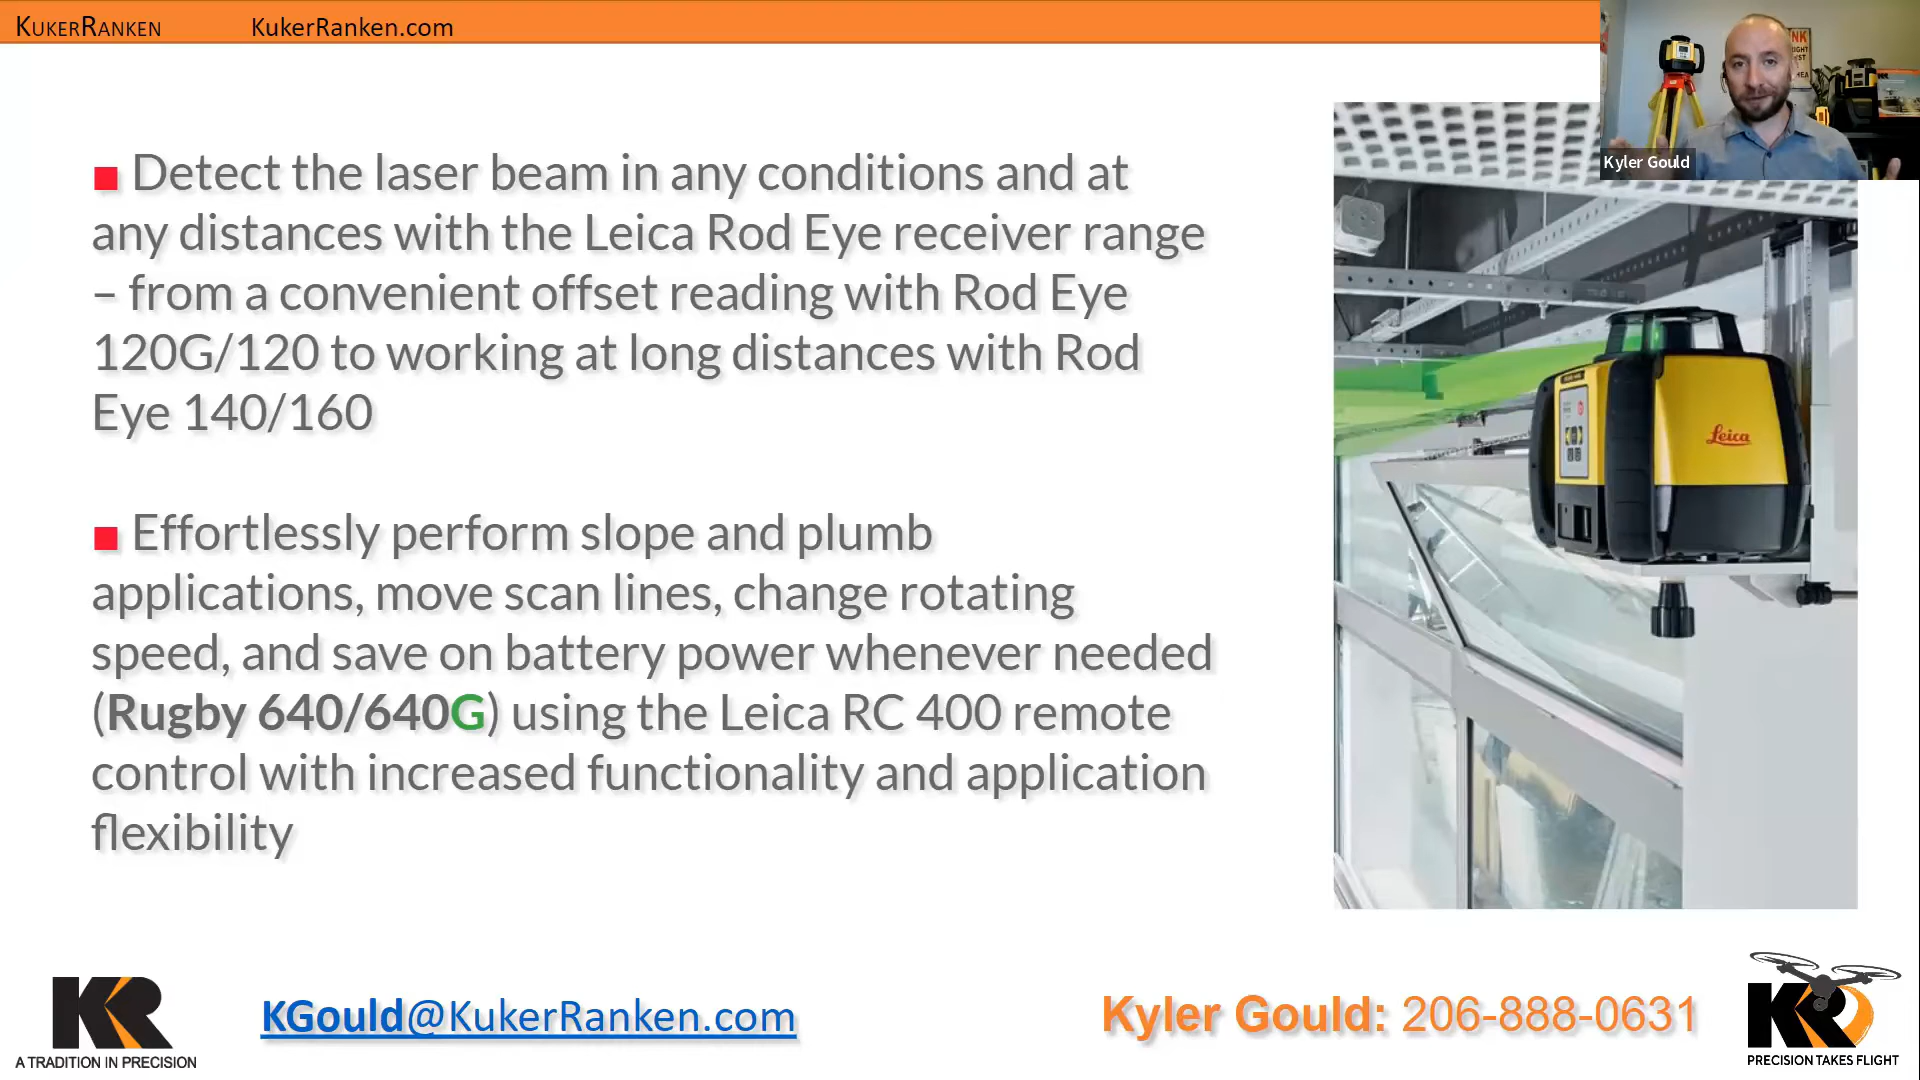 KUKERRANKEN KukerRanken.com
Kyler Gould
■ Detect the laser beam in any conditions and at
any distances with the Leica Rod Eye receiver range
– from a convenient offset reading with Rod Eye
120G/120 to working at long distances with Rod
Eye 140/160
■ Effortlessly perform slope and plumb
applications, move scan lines, change rotating
speed, and save on battery power whenever needed
(Rugby 640/640G) using the Leica RC 400 remote
control with increased functionality and application
flexibility
Leica
KR
A TRADITION IN PRECISION
KGould@KukerRanken.com
Kyler Gould: 206-888-0631
KR
PRECISION TAKES FLIGHT